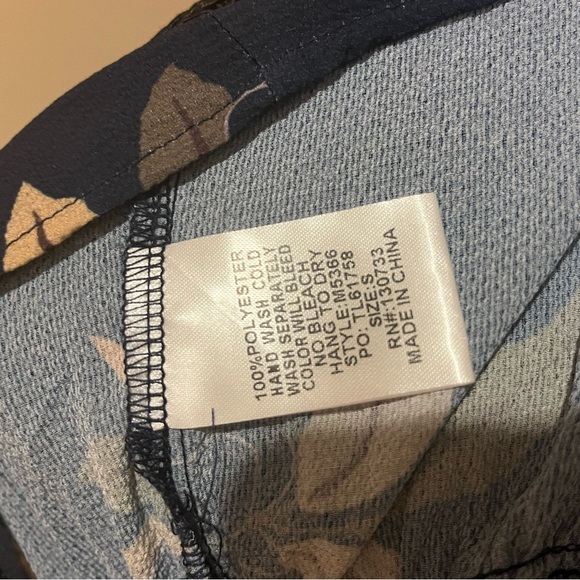 100%POLYESTER
HAND WASH COLD
WASH SEPARATELY
COLOR WILL BLEED
NO BLEACH
HANG TO DRY
STYLE:M5366
PO: TL61758
SIZE:S
RN#:130733
MADE IN CHINA